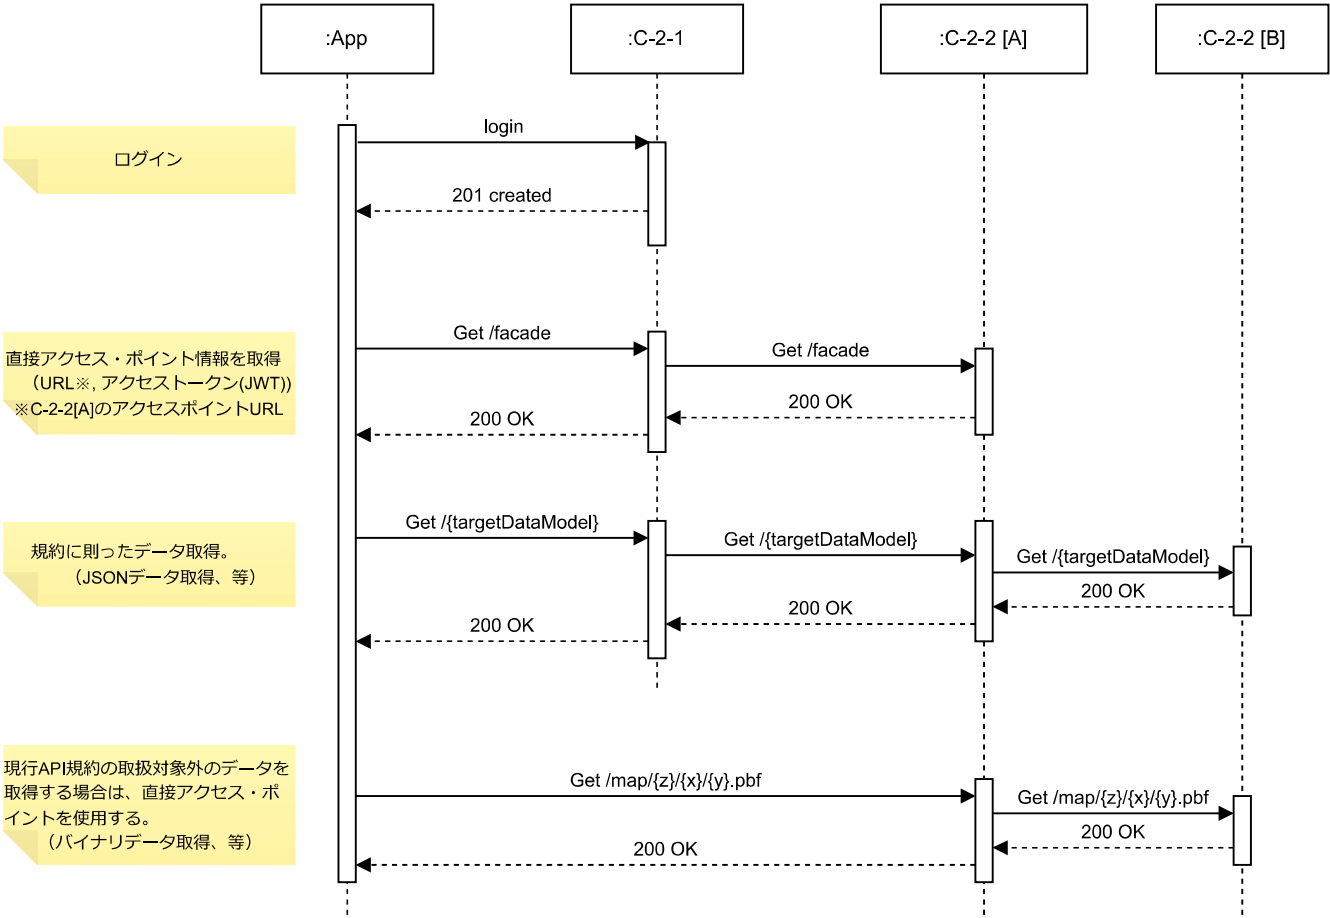 :App
:C-2-1
:C-2-2 [A]
:C-2-2 [B]
ログイン
login
201 created
直接アクセス・ポイント情報を取得
（URL※, アクセストークン(JWT))
※C-2-2[A]のアクセスポイントURL
Get /facade
Get /facade
200 OK
200 OK
規約に則ったデータ取得。
（JSONデータ取得、等）
Get /{targetDataModel}
Get /{targetDataModel}
Get /{targetDataModel}
200 OK
200 OK
200 OK
現行API規約の取扱対象外のデータを
取得する場合は、直接アクセス・ポ
イントを使用する。
（バイナリデータ取得、等）
Get /map/{z}/{x}/{y}.pbf
Get /map/{z}/{x}/{y}.pbf
200 OK
200 OK